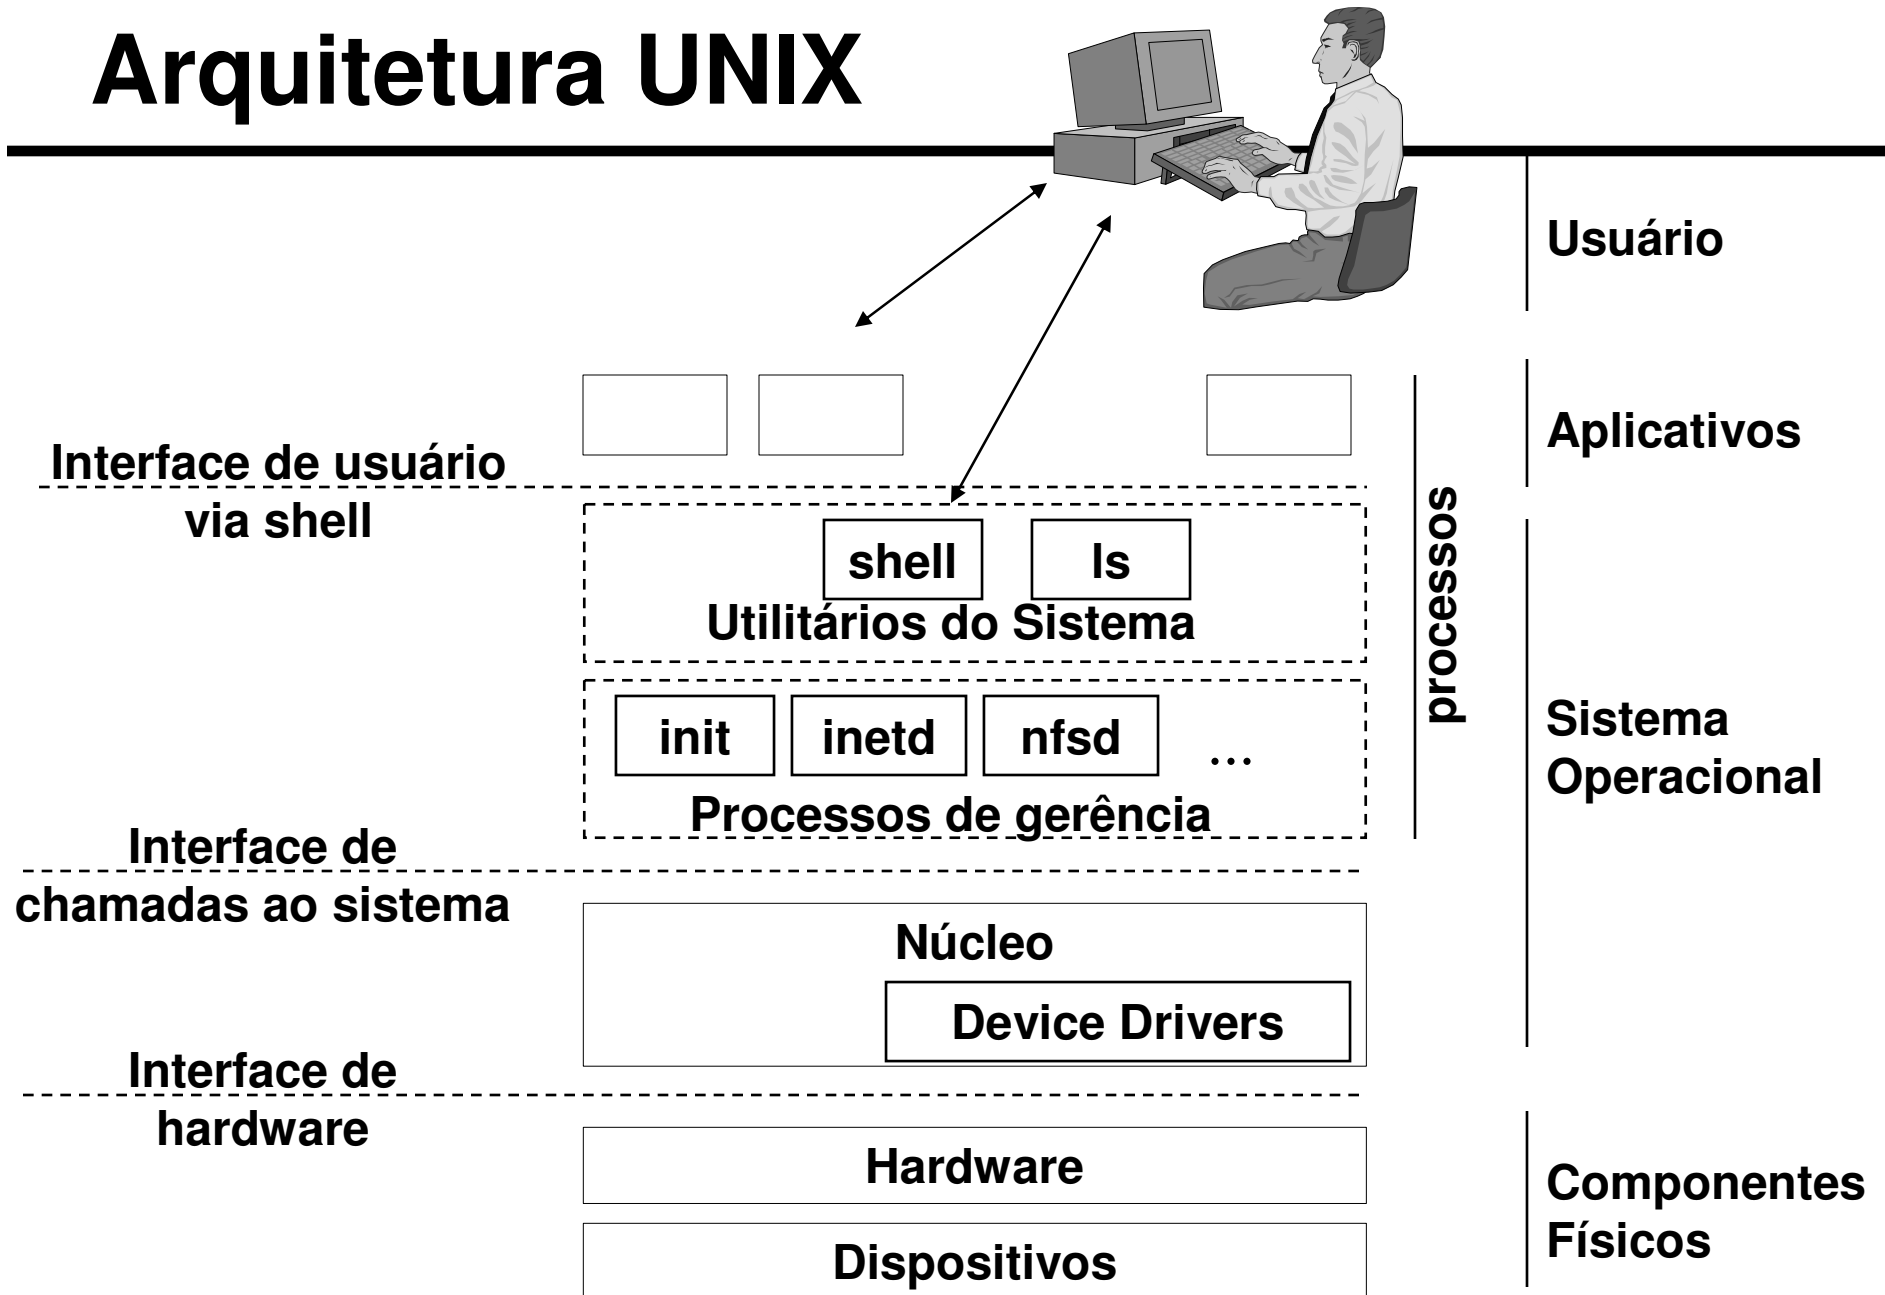 Arquitetura UNIX
Usuário
Aplicativos
Interface de usuário
via shell
processos
shell
ls
Utilitários do Sistema
init
inetd
nfsd
...
Processos de gerência
Sistema
Operacional
Interface de
chamadas ao sistema
Núcleo
Device Drivers
Interface de
hardware
Hardware
Dispositivos
Componentes
Físicos